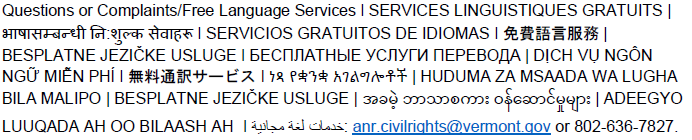 Questions or Complaints/Free Language Services I SERVICES LINGUISTIQUES GRATUITS |
भाषासम्बन्धी नि:शुल्क सेवाहरू I SERVICIOS GRATUITOS DE IDIOMAS I 免費語言服務 |
BESPLATNE JEZIČKE USLUGE I БЕСПЛАТНЫЕ УСЛУГИ ПЕРЕВОДА | DỊCH VỤ NGÔN
NGỮ MIỄN PHÍ I 無料通訳サービス I ነጻ የቋንቋ አገልግሎቶች | HUDUMA ZA MSAADA WA LUGHA
BILA MALIPO | BESPLATNE JEZIČKE USLUGE | အခမဲ့ ဘာသာစကား ဝန်ဆောင်မှုများ | ADEEGYO
LUUQADA AH OO BILAASH AH | خدمات لغة مجانية: anr.civilrights@vermont.gov or 802-636-7827.